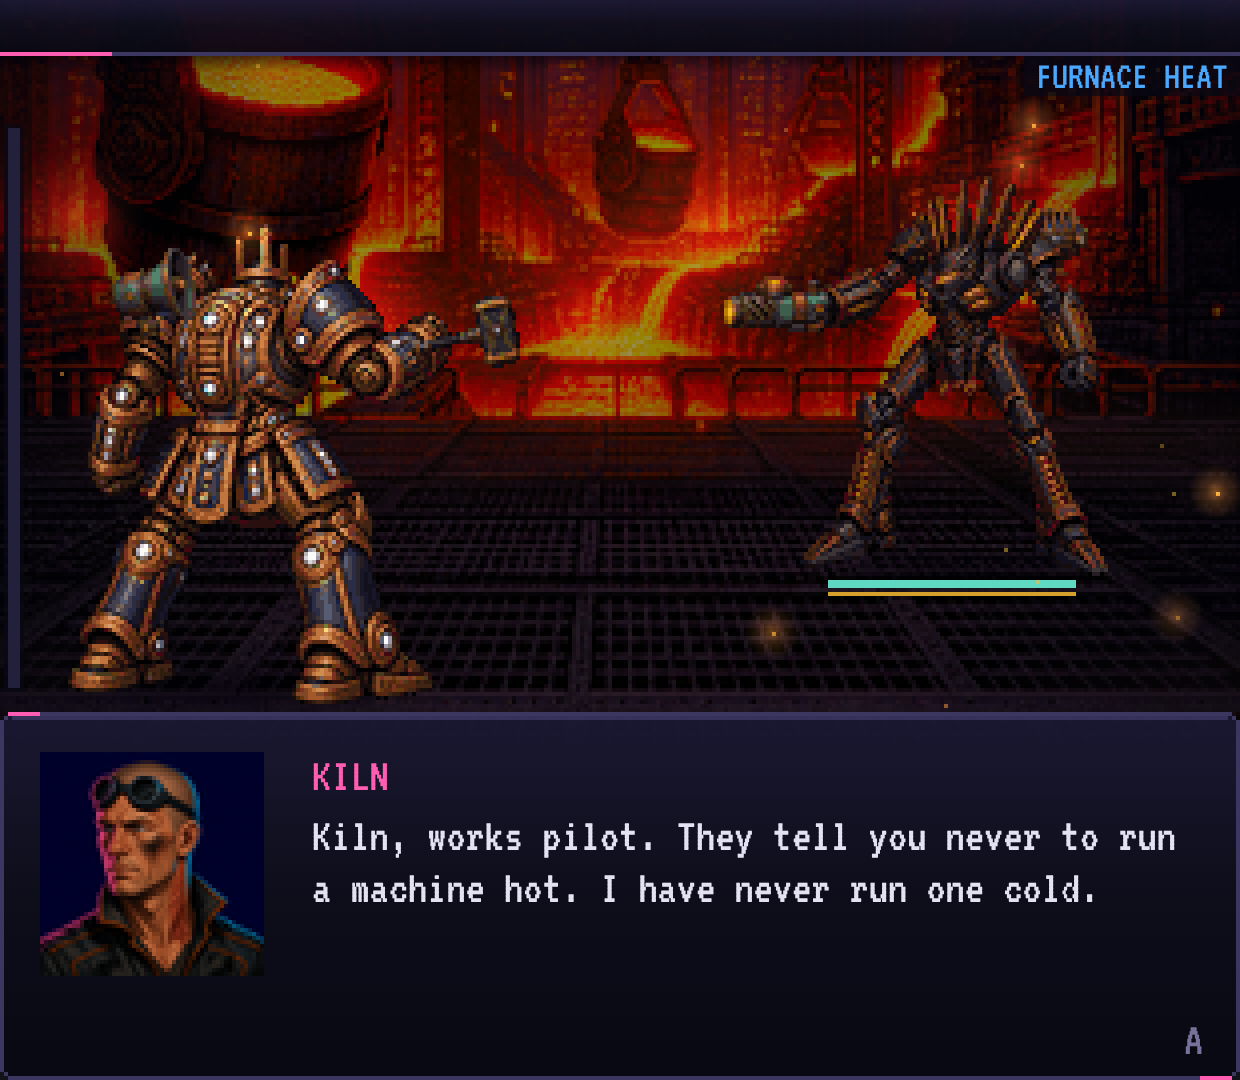 FURNACE HEAT
KILN
Kiln, works pilot. They tell you never to run
a machine hot. I have never run one cold.
A